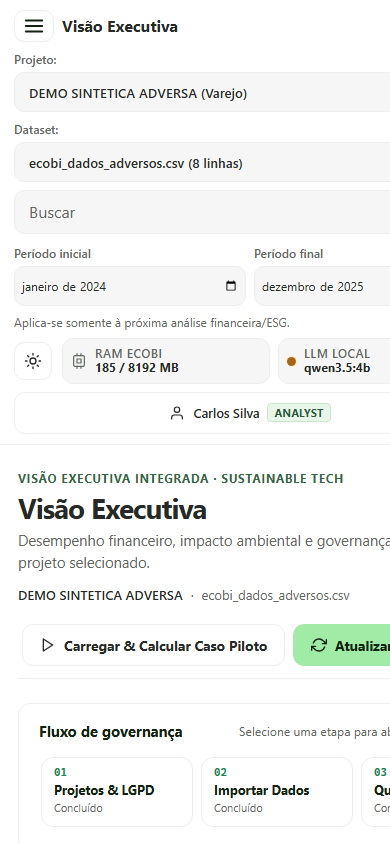 Visão Executiva
Projeto:
DEMO SINTETICA ADVERSA (Varejo)
Dataset:
ecobi_dados_adversos.csv (8 linhas)
Buscar
Período inicial
Período final
janeiro de 2024
dezembro de 2025
Aplica-se somente à próxima análise financeira/ESG.
RAM ECOBI
185 / 8192 MB
LLM LOCAL
qwen3.5:4b
Carlos Silva ANALYST
VISÃO EXECUTIVA INTEGRADA · SUSTAINABLE TECH
Visão Executiva
Desempenho financeiro, impacto ambiental e governança
projeto selecionado.
DEMO SINTETICA ADVERSA · ecobi_dados_adversos.csv
Carregar & Calcular Caso Piloto
Atualizar
Fluxo de governança
Selecione uma etapa para ab
01
Projetos & LGPD
Concluído
02
Importar Dados
Concluído
03
Qu
Concluído